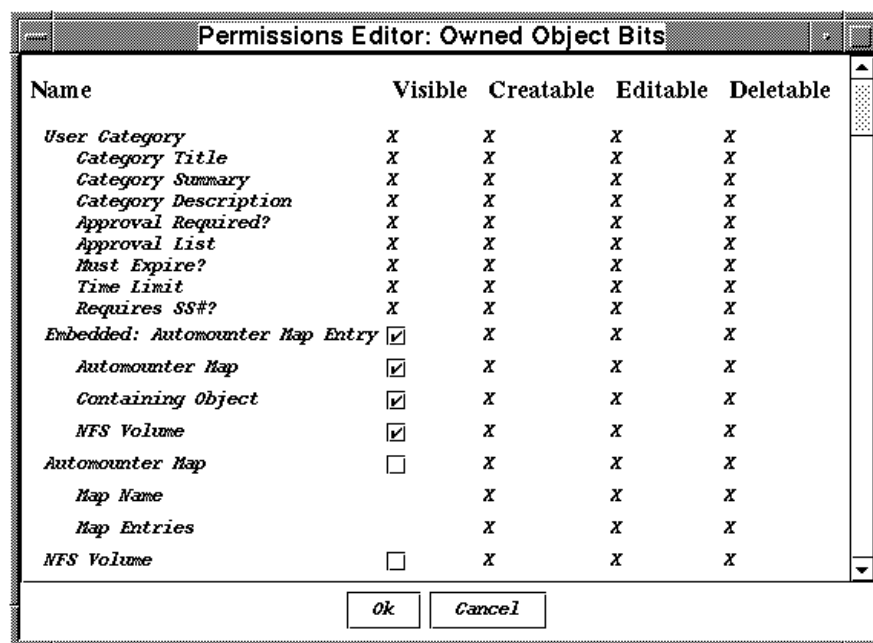 Permissions Editor: Owned Object Bits
Name Visible Creatable Editable Deletable
User Category X X X X
Category Title X X X X
Category Summary X X X X
Category Description X X X X
Approval Required? X X X X
Approval List X X X X
Must Expire? X X X X
Time Limit X X X X
Requires SS#? X X X X
Embedded: Automounter Map Entry X X X
Automounter Map X X X
Containing Object X X X
NFS Volume X X X
Automounter Map X X X
Map Name X X X
Map Entries X X X
NFS Volume X X X
Ok Cancel